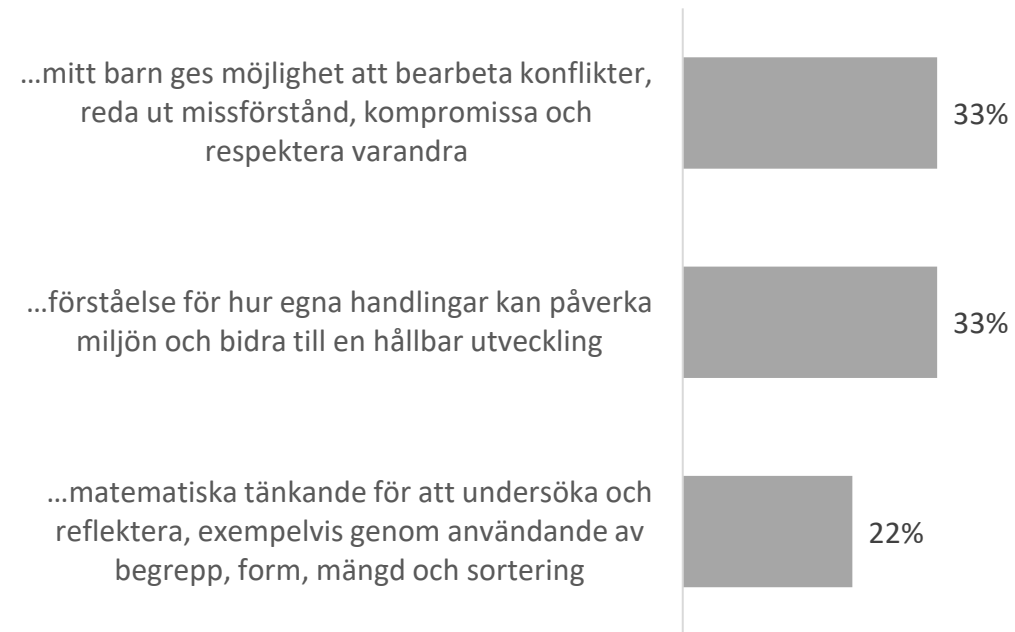 ...mitt barn ges möjlighet att bearbeta konflikter,
reda ut missförstånd, kompromissa och
respektera varandra
33%
...förståelse för hur egna handlingar kan påverka
miljön och bidra till en hållbar utveckling
33%
...matematiska tänkande för att undersöka och
reflektera, exempelvis genom användande av
begrepp, form, mängd och sortering
22%